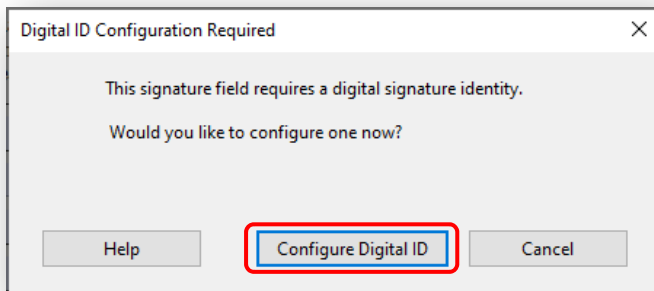 Digital ID Configuration Required
This signature field requires a digital signature identity.
Would you like to configure one now?
Help Configure Digital ID Cancel